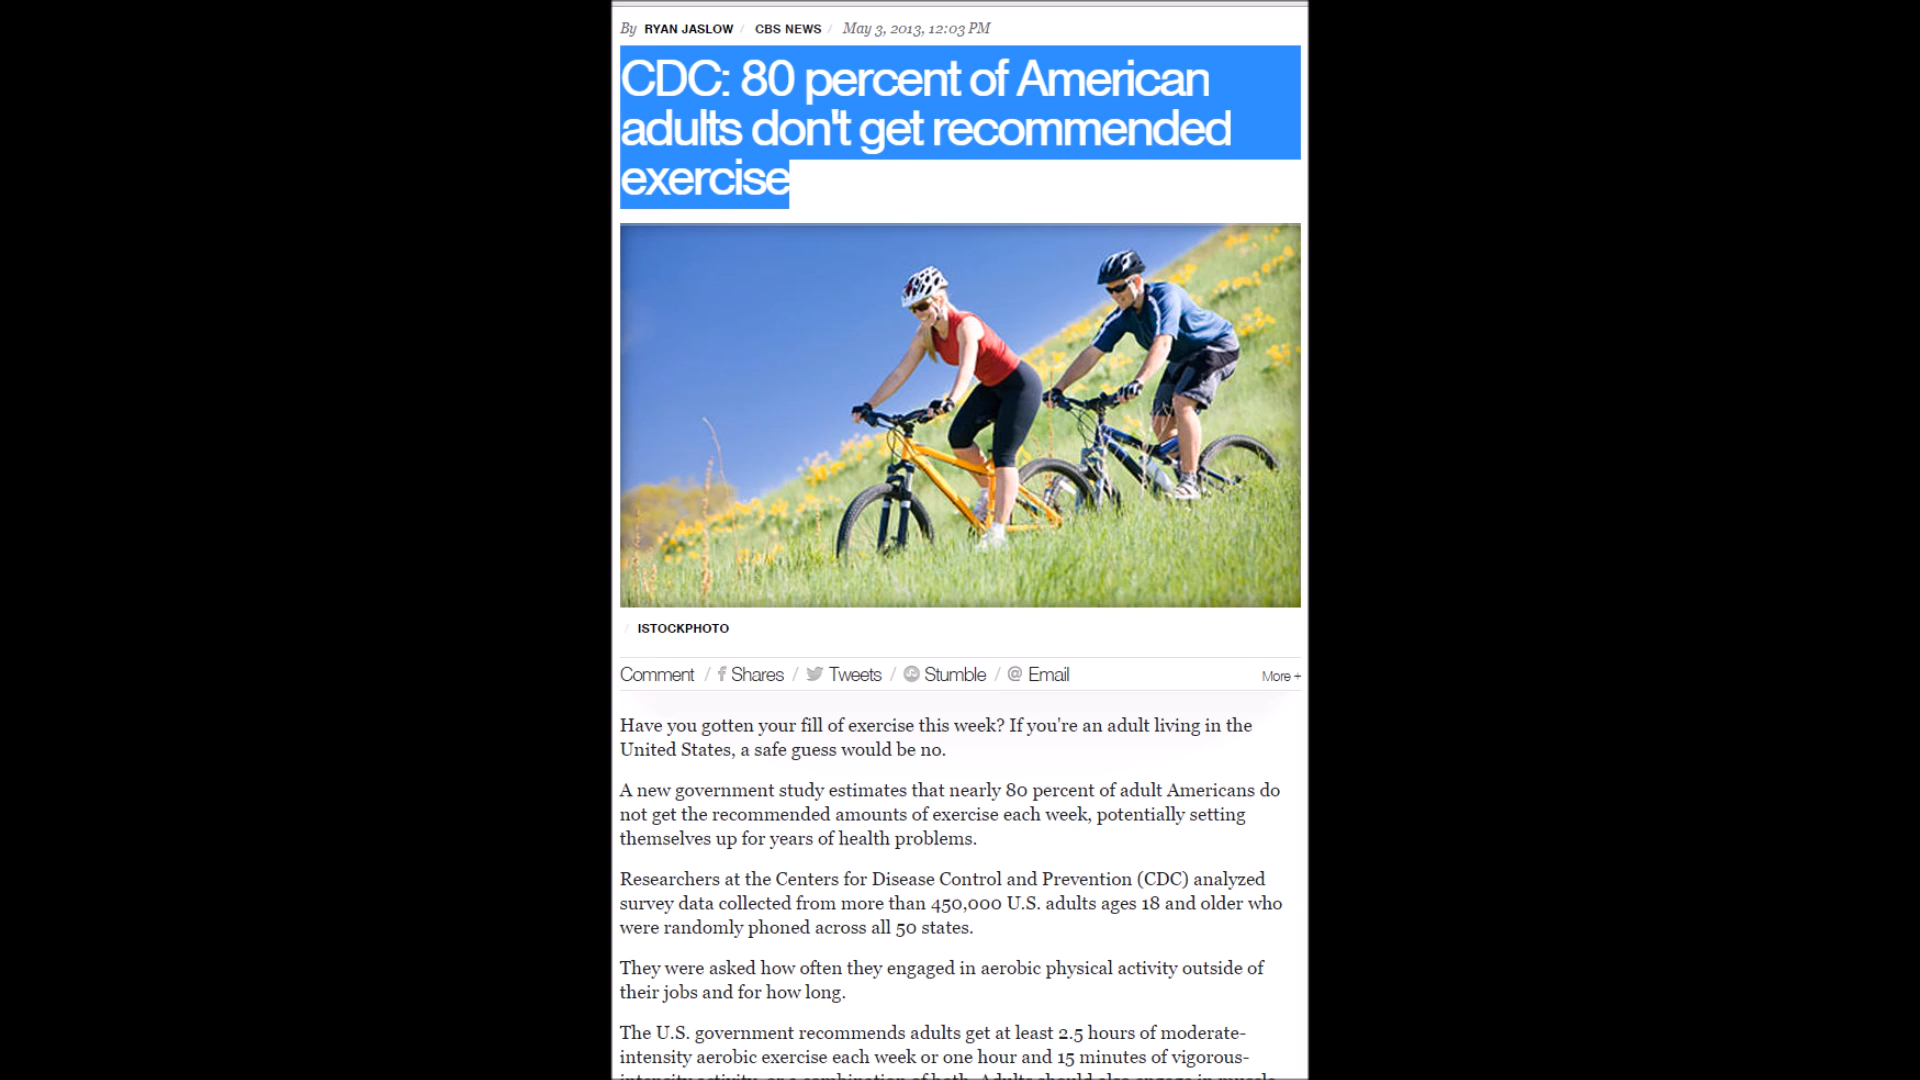 By RYAN JASLOW / CBS NEWS / May 3, 2013, 12:03 PM
CDC: 80 percent of American
adults don't get recommended
exercise
/ ISTOCKPHOTO
Comment / Shares / Tweets / Stumble / @ Email More +
Have you gotten your fill of exercise this week? If you're an adult living in the
United States, a safe guess would be no.
A new government study estimates that nearly 80 percent of adult Americans do
not get the recommended amounts of exercise each week, potentially setting
themselves up for years of health problems.
Researchers at the Centers for Disease Control and Prevention (CDC) analyzed
survey data collected from more than 450,000 U.S. adults ages 18 and older who
were randomly phoned across all 50 states.
They were asked how often they engaged in aerobic physical activity outside of
their jobs and for how long.
The U.S. government recommends adults get at least 2.5 hours of moderate-
intensity aerobic exercise each week or one hour and 15 minutes of vigorous-